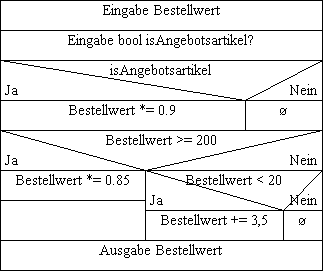 Eingabe Bestellwert
Eingabe bool isAngebotsartikel?
isAngebotsartikel
Ja Nein
Bestellwert *= 0.9 ø
Bestellwert >= 200
Ja Nein
Bestellwert *= 0.85 Bestellwert < 20
Ja Nein
Bestellwert += 3,5 ø
Ausgabe Bestellwert